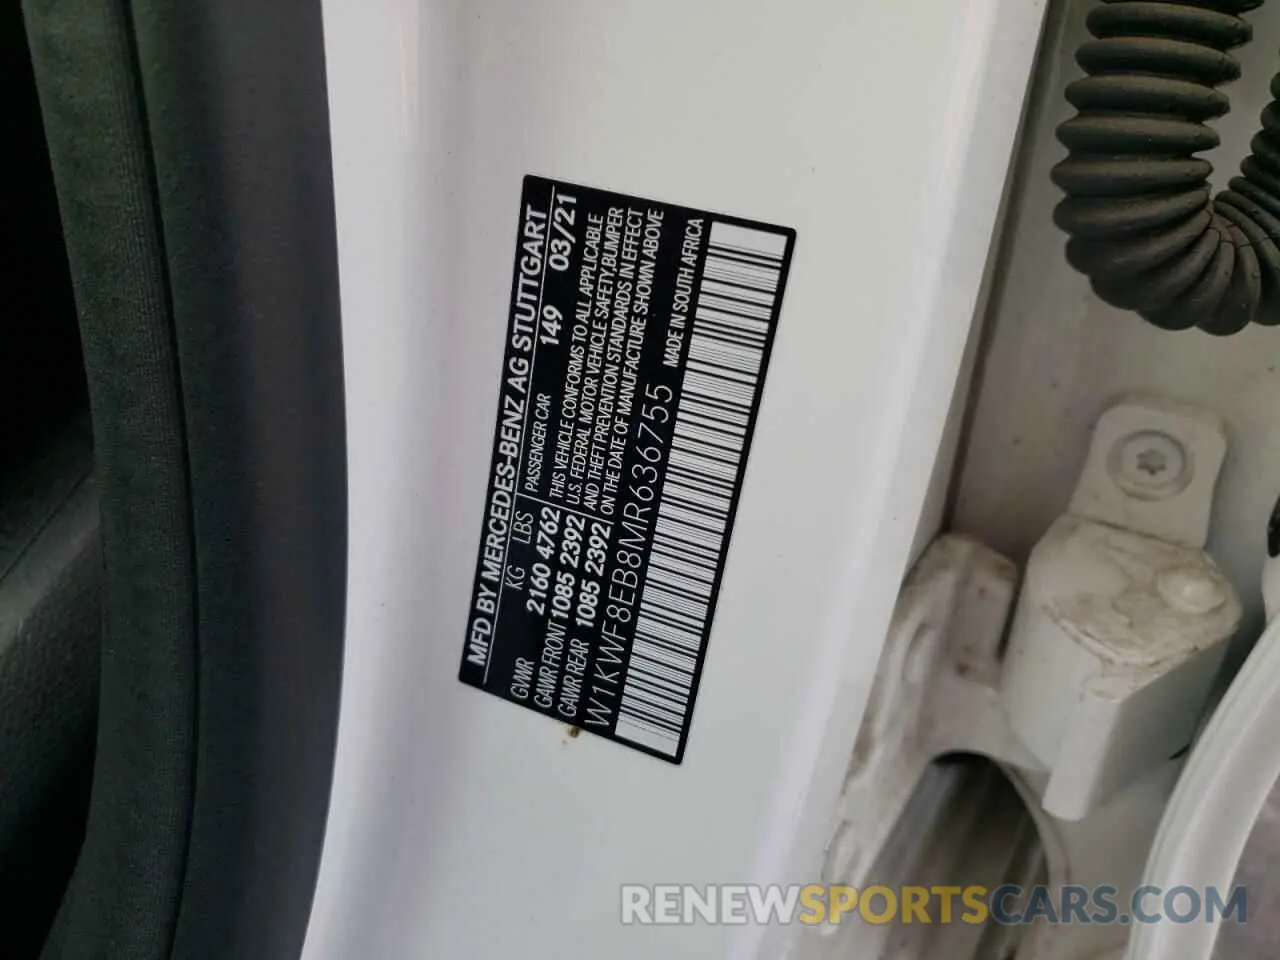 MFD BY MERCEDES-BENZ AG STUTTGART
KG LBS PASSENGER CAR 149 03/21
GVWR 2160 4762
GAWR FRONT 1085 2392
GAWR REAR 1085 2392
THIS VEHICLE CONFORMS TO ALL APPLICABLE
U.S. FEDERAL MOTOR VEHICLE SAFETY, BUMPER
AND THEFT PREVENTION STANDARDS IN EFFECT
ON THE DATE OF MANUFACTURE SHOWN ABOVE
W1KWF8EB8MR636755 MADE IN SOUTH AFRICA
RENEWSPORTSCARS.COM